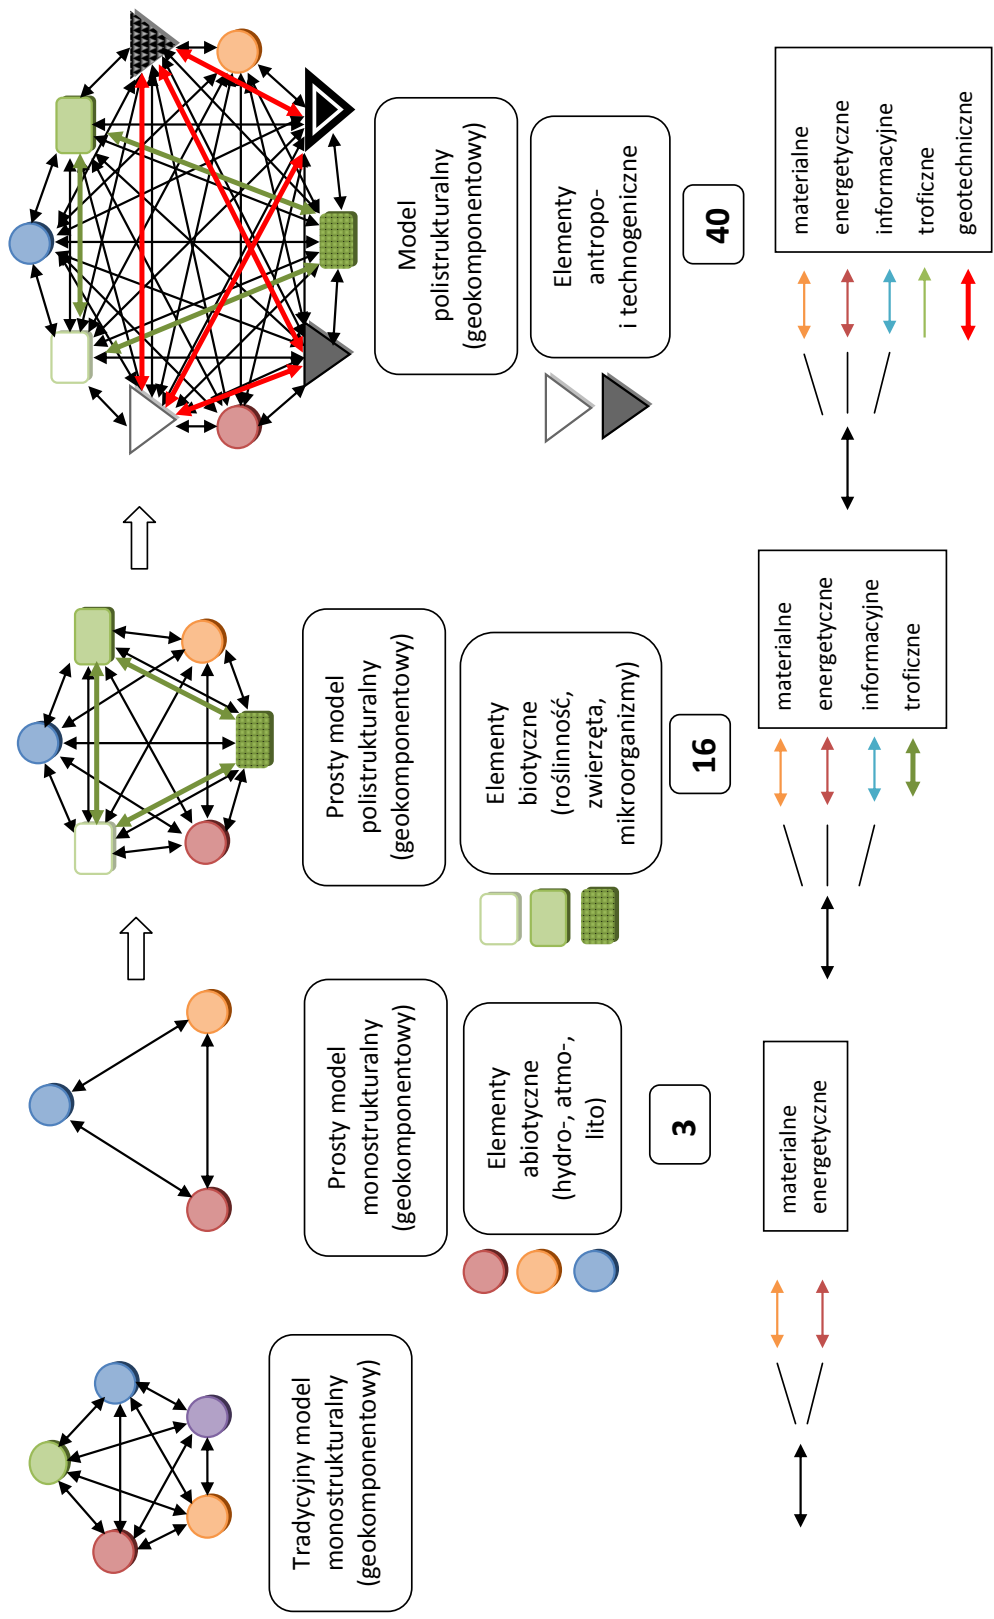 Tradycyjny model
monostrukturalny
(geokomponentowy)
Prosty model
monostrukturalny
(geokomponentowy)
Prosty model
polistrukturalny
(geokomponentowy)
Model
polistrukturalny
(geokomponentowy)
Elementy
abiotyczne
(hydro-, atmo-,
lito)
Elementy
biotyczne
(roślinność,
zwierzęta,
mikroorganizmy)
Elementy
antropo-
i technogeniczne
3
16
40
materialne
energetyczne
materialne
energetyczne
informacyjne
troficzne
materialne
energetyczne
informacyjne
troficzne
geotechniczne